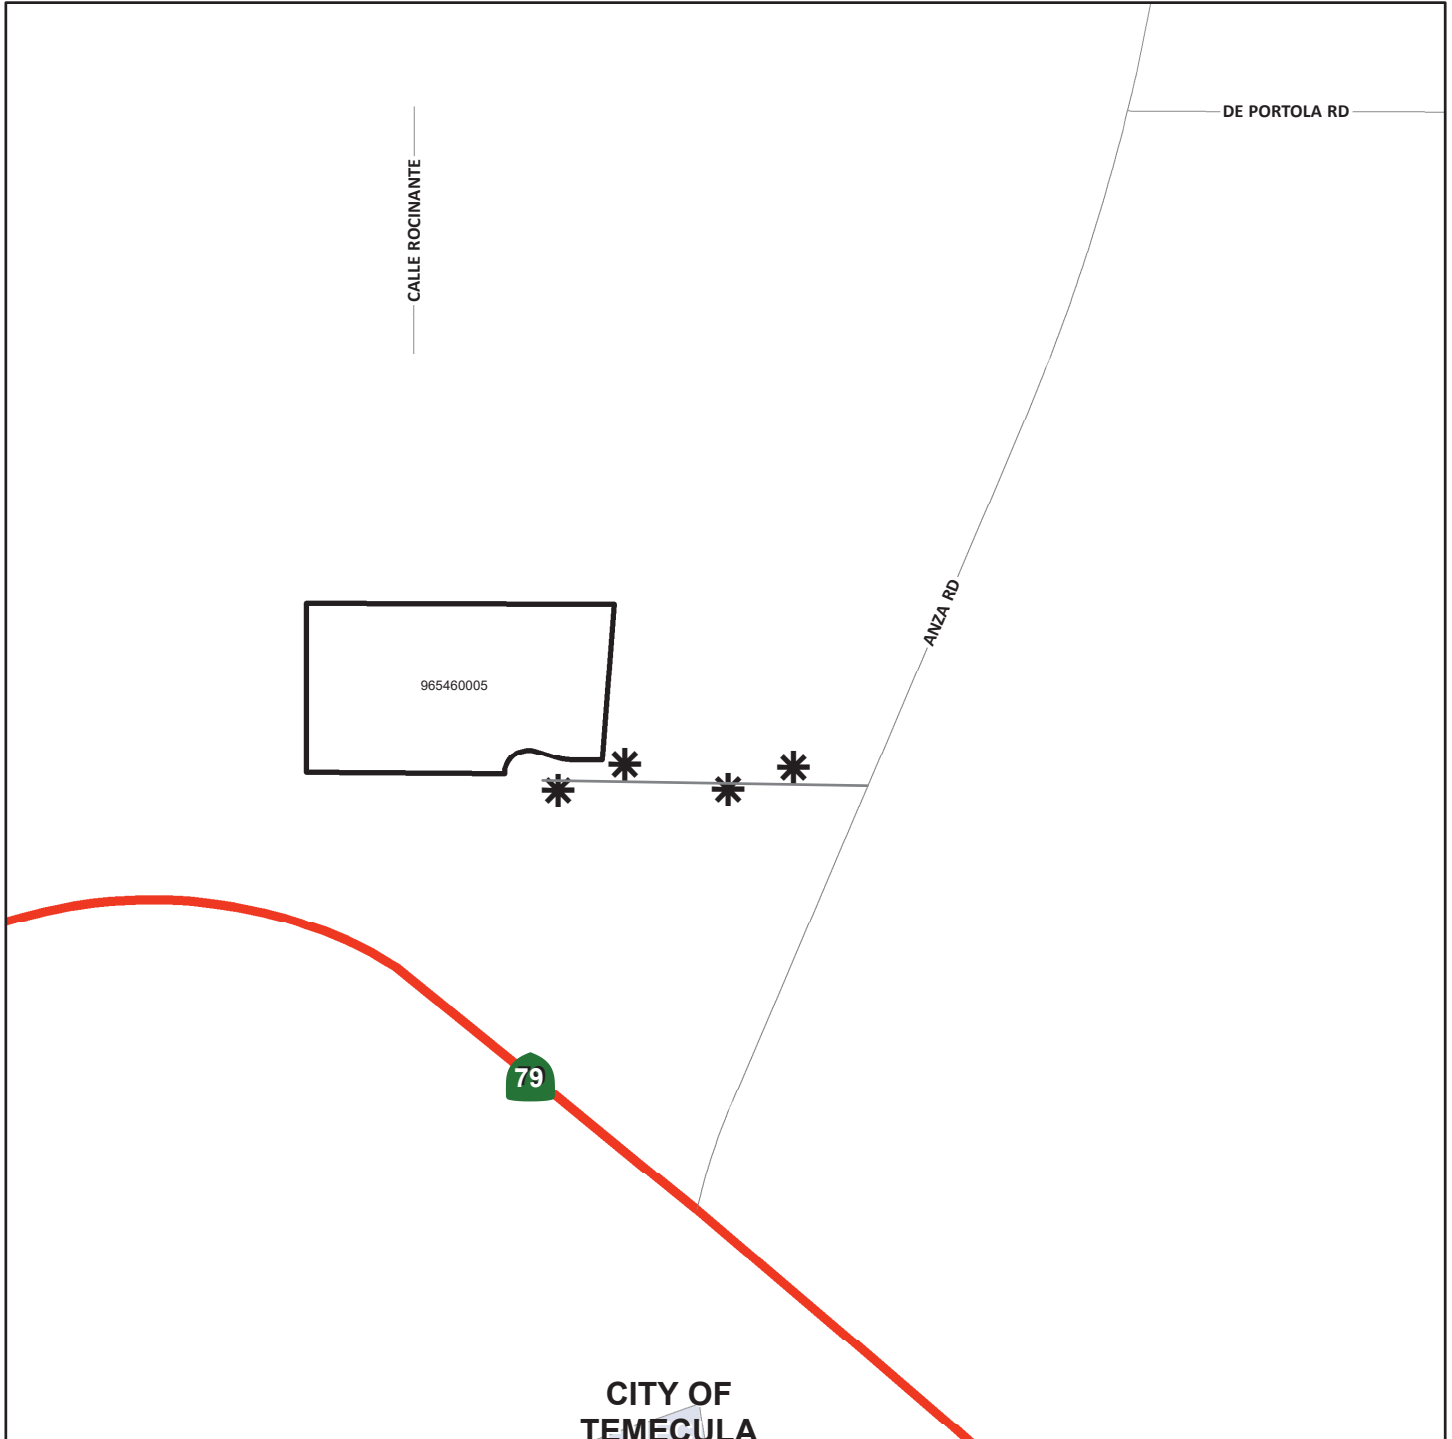 DE PORTOLA RD
CALLE ROCINANTE
ANZA RD
965460005
79
CITY OF
TEMECULA